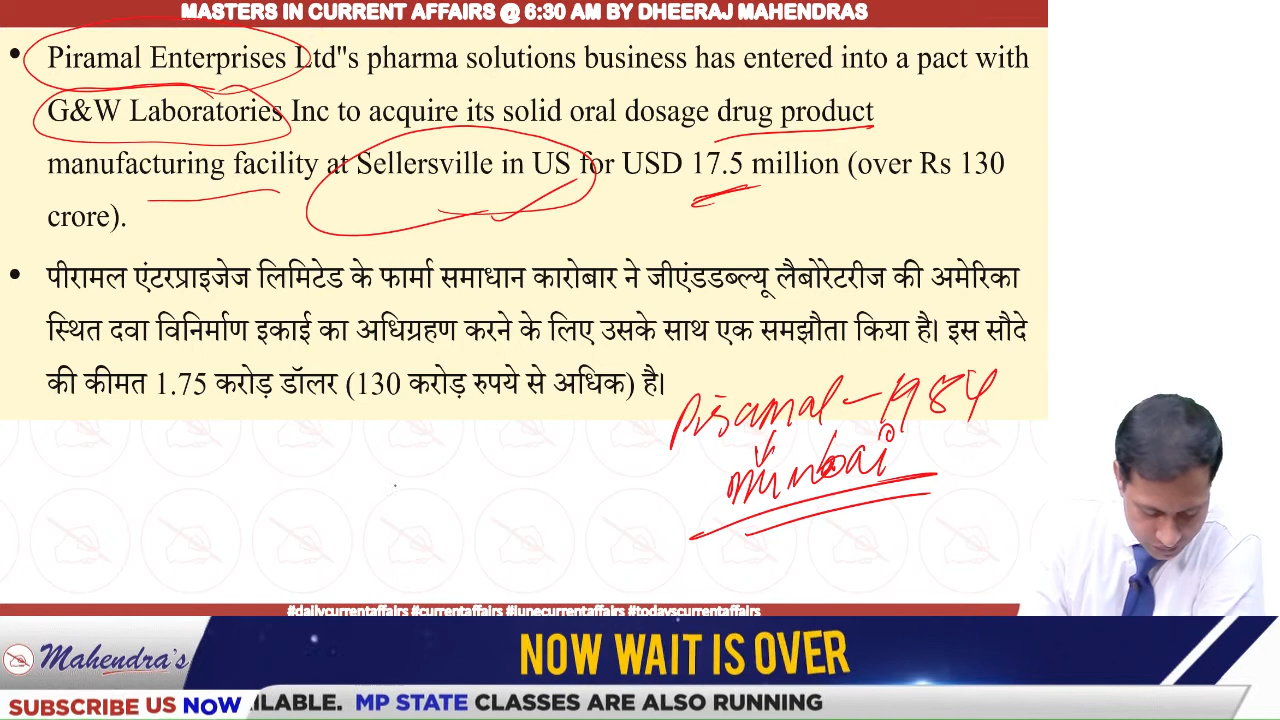 MASTERS IN CURRENT AFFAIRS @ 6:30 AM BY DHEERAJ MAHENDRAS
• Piramal Enterprises Ltd"s pharma solutions business has entered into a pact with
G&W Laboratories Inc to acquire its solid oral dosage drug product
manufacturing facility at Sellersville in US for USD 17.5 million (over Rs 130
crore).
• पीरामल एंटरप्राइजेज लिमिटेड के फार्मा समाधान कारोबार ने जीएंडडब्ल्यू लैबोरेटरीज की अमेरिका
स्थित दवा विनिर्माण इकाई का अधिग्रहण करने के लिए उसके साथ एक समझौता किया है। इस सौदे
की कीमत 1.75 करोड़ डॉलर (130 करोड़ रुपये से अधिक) है।
Piramal - 1984
Mumbai
#dailycurrentaffairs #currentaffairs #junecurrentaffairs #todayscurrentaffairs
NOW WAIT IS OVER
Mahendra's
SUBSCRIBE US NOW
ILABLE. MP STATE CLASSES ARE ALSO RUNNING